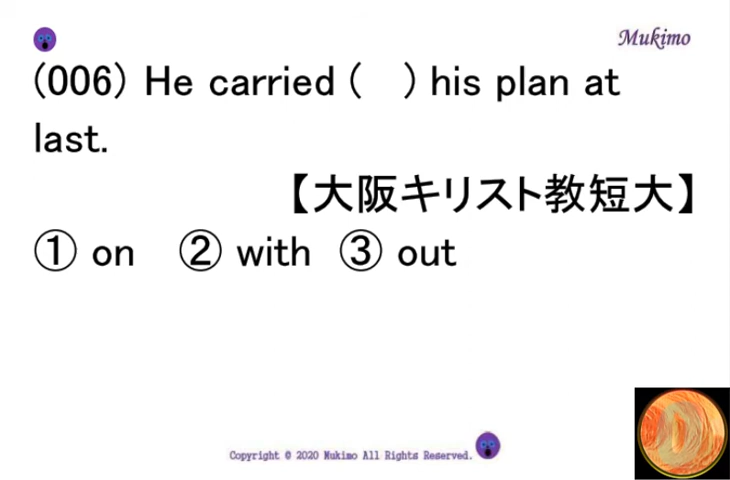 Mukimo
(006) He carried (　) his plan at
last.
【大阪キリスト教短大】
① on ② with ③ out
Copyright © 2020 Mukimo All Rights Reserved.